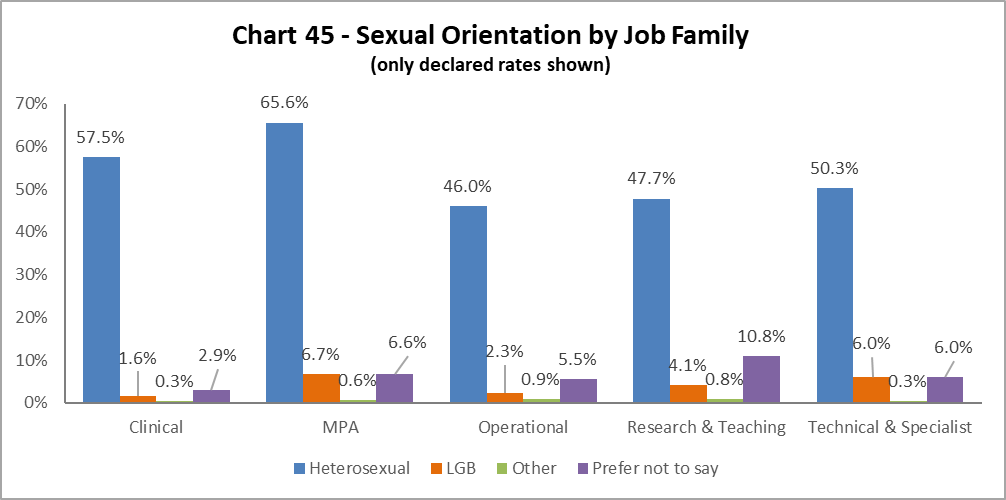 Chart 45 - Sexual Orientation by Job Family
(only declared rates shown)
70%
60%
50%
40%
30%
20%
10%
0%
57.5%
1.6%
0.3%
2.9%
65.6%
6.7%
0.6%
6.6%
46.0%
2.3%
0.9%
5.5%
47.7%
4.1%
0.8%
10.8%
50.3%
6.0%
0.3%
6.0%
Clinical
MPA
Operational
Research & Teaching
Technical & Specialist
Heterosexual
LGB
Other
Prefer not to say